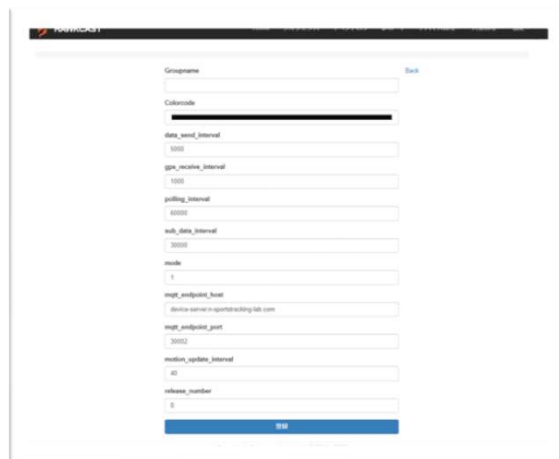 HAWKCAST
Groupname
Back
Colorcode
data_send_interval
5000
gps_receive_interval
1000
polling_interval
60000
sub_data_interval
30000
mode
1
mqtt_endpoint_host
device-server.n-sportstracking-lab.com
mqtt_endpoint_port
30002
motion_update_interval
40
release_number
登録